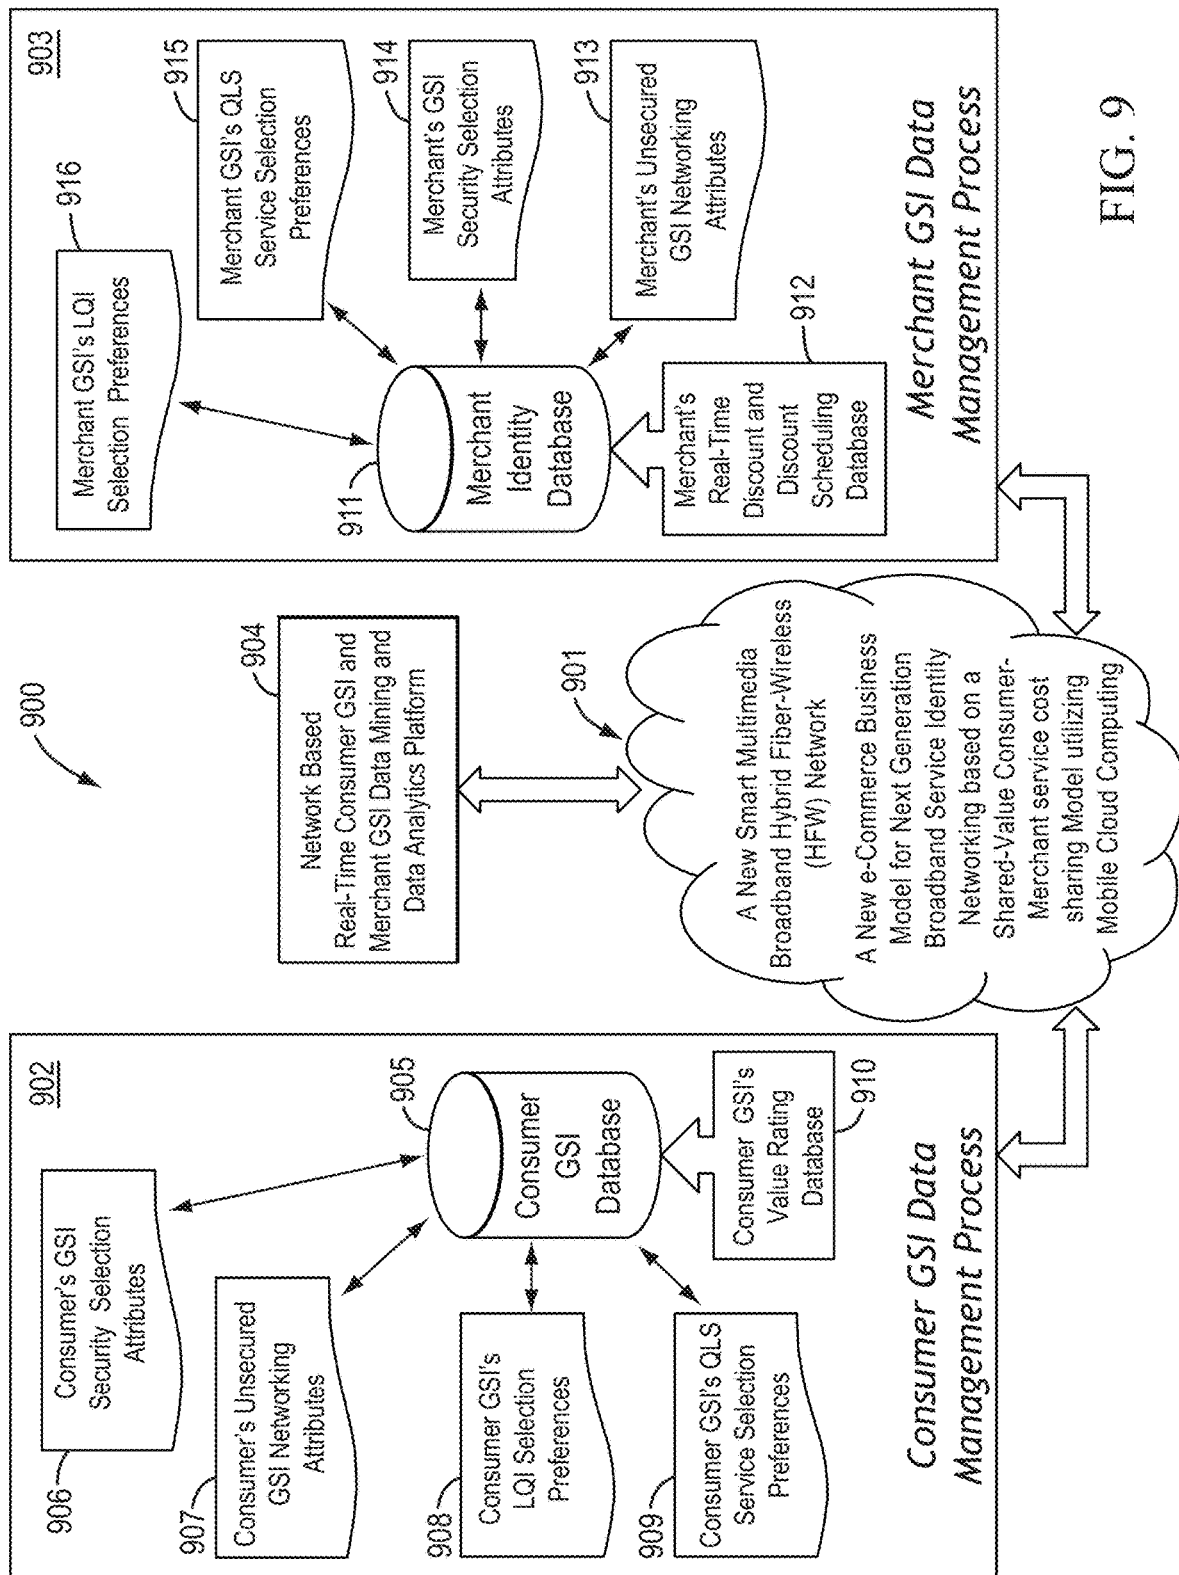 900
902
Consumer's GSI
Security Selection
Attributes
906
Consumer's Unsecured
GSI Networking
Attributes
907
Consumer GSI's
LQI Selection
Preferences
908
Consumer GSI's QLS
Service Selection
Preferences
909
905
Consumer
GSI
Database
Consumer GSI's
Value Rating
Database
910
Consumer GSI Data
Management Process
904
Network Based
Real-Time Consumer GSI and
Merchant GSI Data Mining and
Data Analytics Platform
901
A New Smart Multimedia
Broadband Hybrid Fiber-Wireless
(HFW) Network
A New e-Commerce Business
Model for Next Generation
Broadband Service Identity
Networking based on a
Shared-Value Consumer-
Merchant service cost
sharing Model utilizing
Mobile Cloud Computing
903
Merchant GSI's LQI
Selection Preferences
916
Merchant GSI's QLS
Service Selection
Preferences
915
Merchant's GSI
Security Selection
Attributes
914
Merchant's Unsecured
GSI Networking
Attributes
913
911
Merchant
Identity
Database
Merchant's
Real-Time
Discount and
Discount
Scheduling
Database
912
Merchant GSI Data
Management Process
FIG. 9